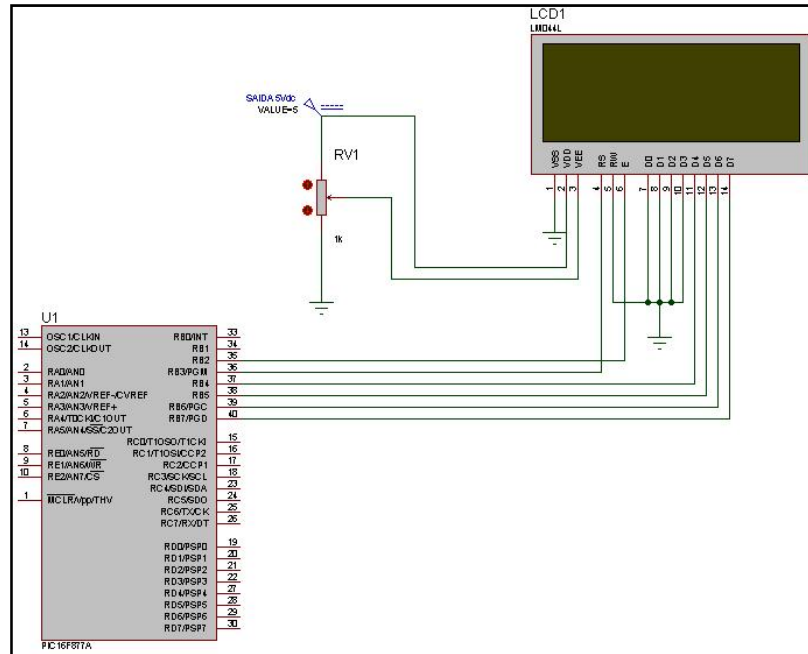 LCD1
LM044L
VSS
VDD
VEE
RS
RW
E
D0
D1
D2
D3
D4
D5
D6
D7
1
2
3
4
5
6
7
8
9
10
11
12
13
14
SAIDA 5Vdc
VALUE=5
RV1
1k
U1
13 OSC1/CLKIN RB0/INT 33
14 OSC2/CLKOUT RB1 34
RB2 35
2 RA0/AN0 RB3/PGM 36
3 RA1/AN1 RB4 37
4 RA2/AN2/VREF-/CVREF RB5 38
5 RA3/AN3/VREF+ RB6/PGC 39
6 RA4/T0CKI/C1OUT RB7/PGD 40
7 RA5/AN4/SS/C2OUT
RC0/T1OSO/T1CKI 15
8 RE0/AN5/RD RC1/T1OSI/CCP2 16
9 RE1/AN6/WR RC2/CCP1 17
10 RE2/AN7/CS RC3/SCK/SCL 18
RC4/SDI/SDA 23
1 MCLR/Vpp/THV RC5/SDO 24
RC6/TX/CK 25
RC7/RX/DT 26
RD0/PSP0 19
RD1/PSP1 20
RD2/PSP2 21
RD3/PSP3 22
RD4/PSP4 27
RD5/PSP5 28
RD6/PSP6 29
RD7/PSP7 30
PIC16F877A